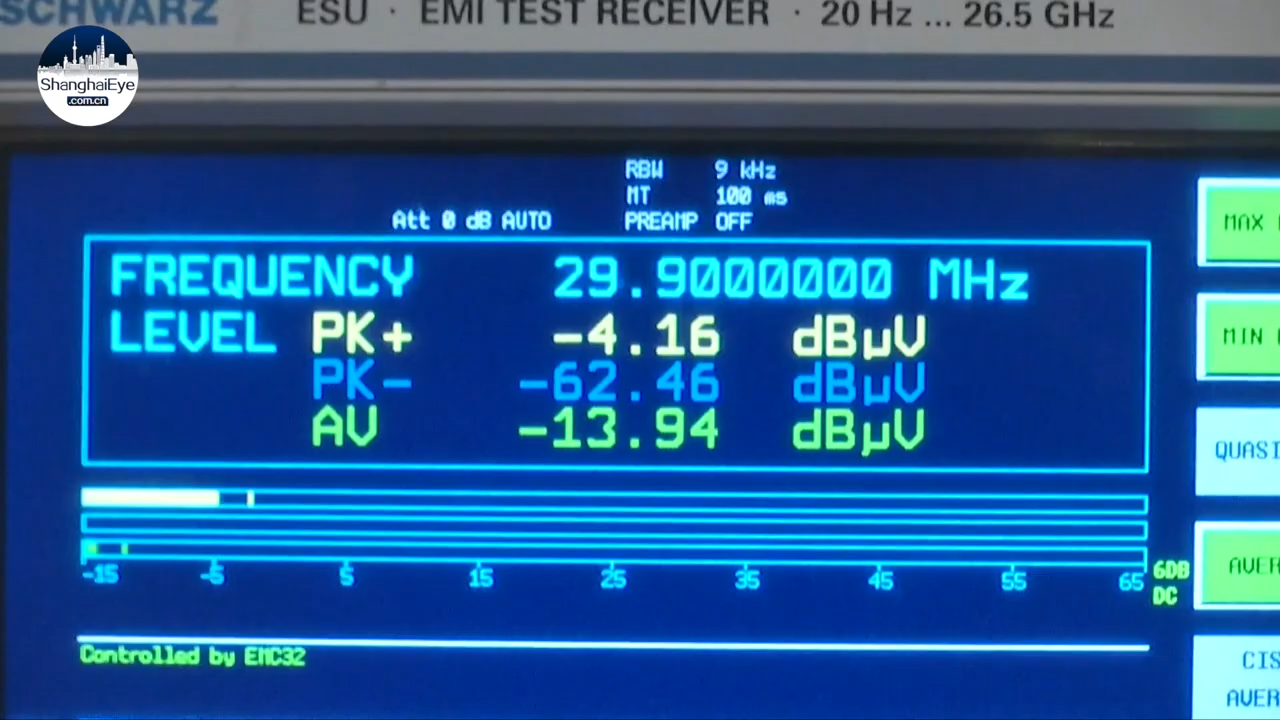 SCHWARZ
ESU · EMI TEST RECEIVER · 20 Hz ... 26.5 GHz
ShanghaiEye
.com.cn
RBW 9 kHz
MT 100 ms
Att 0 dB AUTO PREAMP OFF
FREQUENCY 29.9000000 MHz
LEVEL PK+ -4.16 dBµV
PK- -62.46 dBµV
AV -13.94 dBµV
-15 -5 5 15 25 35 45 55 65
6DB
DC
Controlled by EMC32
MAX
MIN
QUASI
AVER
CIS
AVER